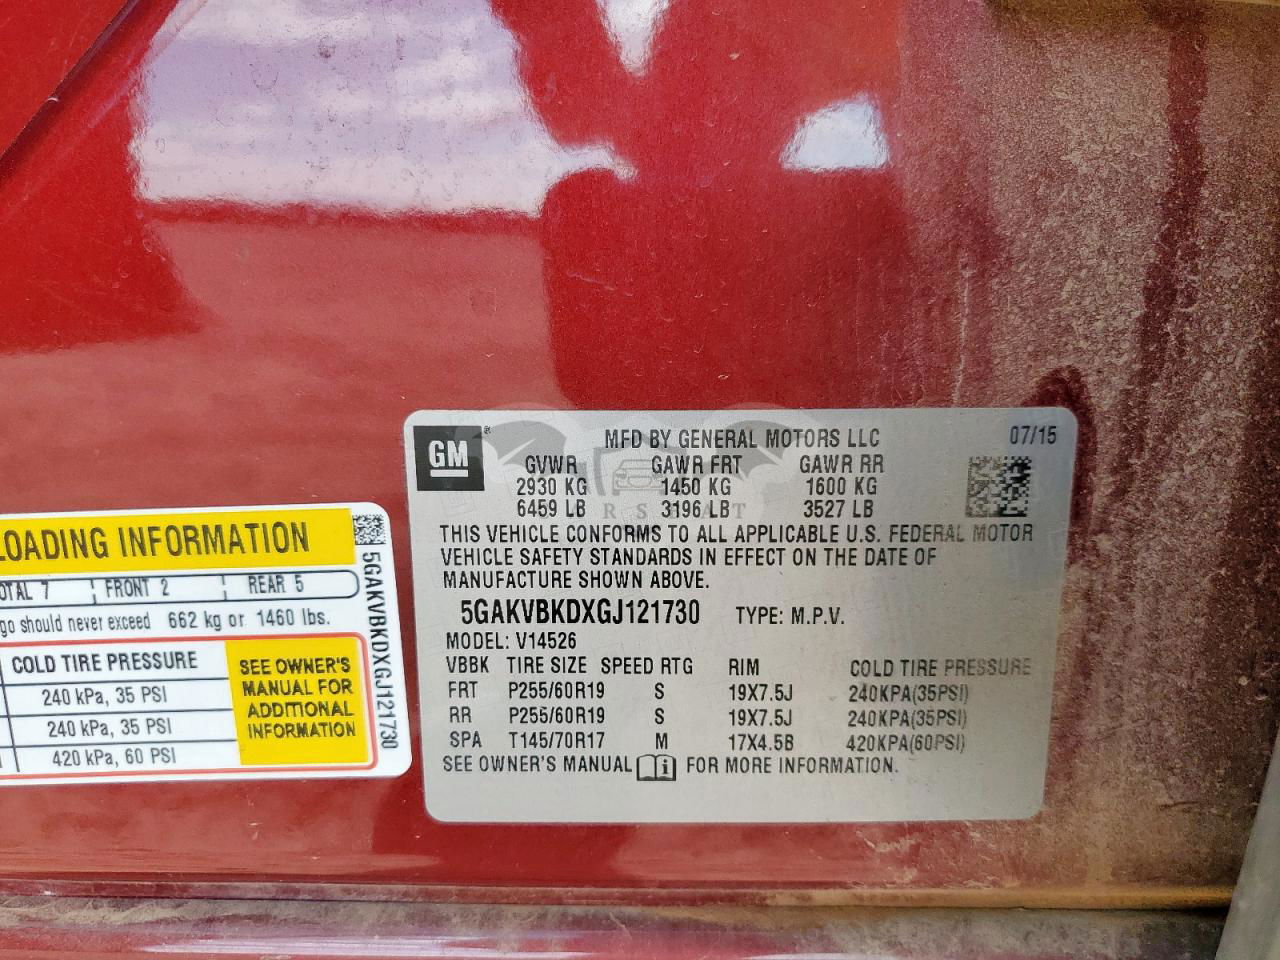 LOADING INFORMATION
TOTAL 7 FRONT 2 REAR 5
go should never exceed 662 kg or 1460 lbs.
COLD TIRE PRESSURE
240 kPa, 35 PSI
240 kPa, 35 PSI
420 kPa, 60 PSI
SEE OWNER'S
MANUAL FOR
ADDITIONAL
INFORMATION
5GAKVBKDXGJ121730
GM ®
MFD BY GENERAL MOTORS LLC 07/15
GVWR GAWR FRT GAWR RR
2930 KG 1450 KG 1600 KG
6459 LB 3196 LB 3527 LB
THIS VEHICLE CONFORMS TO ALL APPLICABLE U.S. FEDERAL MOTOR
VEHICLE SAFETY STANDARDS IN EFFECT ON THE DATE OF
MANUFACTURE SHOWN ABOVE.
5GAKVBKDXGJ121730 TYPE: M.P.V.
MODEL: V14526
VBBK TIRE SIZE SPEED RTG RIM COLD TIRE PRESSURE
FRT P255/60R19 S 19X7.5J 240KPA(35PSI)
RR P255/60R19 S 19X7.5J 240KPA(35PSI)
SPA T145/70R17 M 17X4.5B 420KPA(60PSI)
SEE OWNER'S MANUAL i FOR MORE INFORMATION.